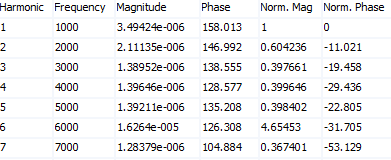 Harmonic Frequency Magnitude Phase Norm. Mag Norm. Phase
1 1000 3.49424e-006 158.013 1 0
2 2000 2.11135e-006 146.992 0.604236 -11.021
3 3000 1.38952e-006 138.555 0.397661 -19.458
4 4000 1.39646e-006 128.577 0.399646 -29.436
5 5000 1.39211e-006 135.208 0.398402 -22.805
6 6000 1.6264e-005 126.308 4.65453 -31.705
7 7000 1.28379e-006 104.884 0.367401 -53.129